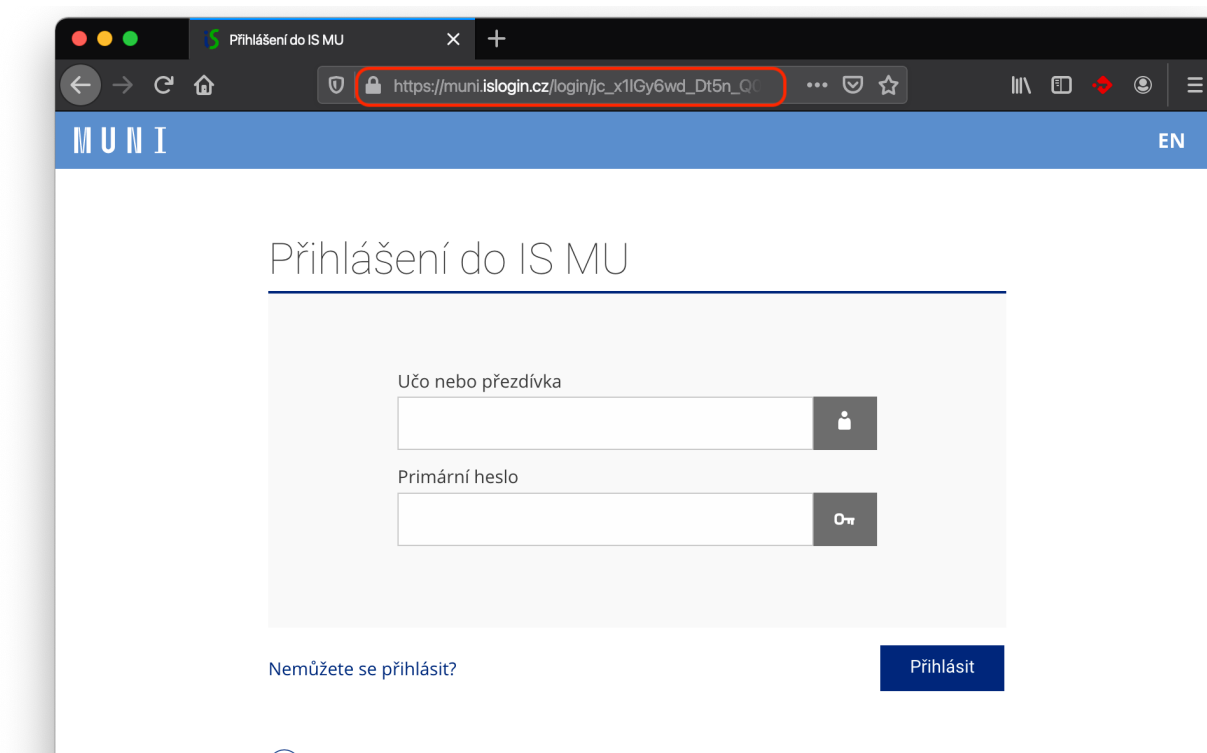 Přihlášení do IS MU
https://muni.islogin.cz/login/jc_x1IGy6wd_Dt5n_Q
MUNI
EN
Přihlášení do IS MU
Učo nebo přezdívka
Primární heslo
Nemůžete se přihlásit?
Přihlásit